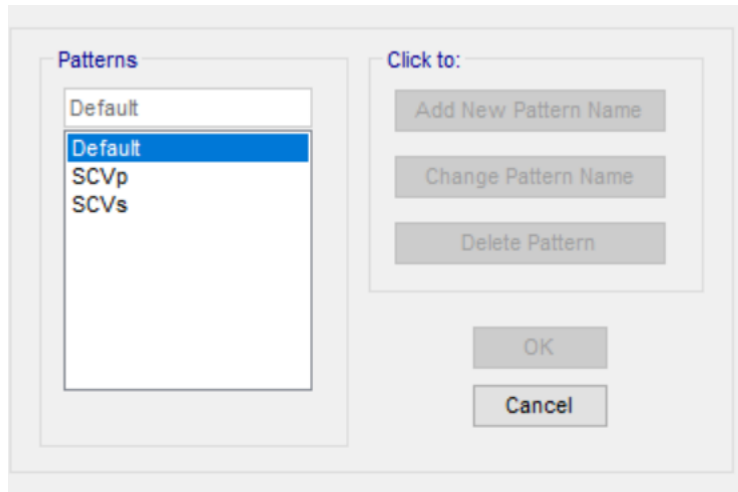 Patterns
Default
Default
SCVp
SCVs
Click to:
Add New Pattern Name
Change Pattern Name
Delete Pattern
OK
Cancel